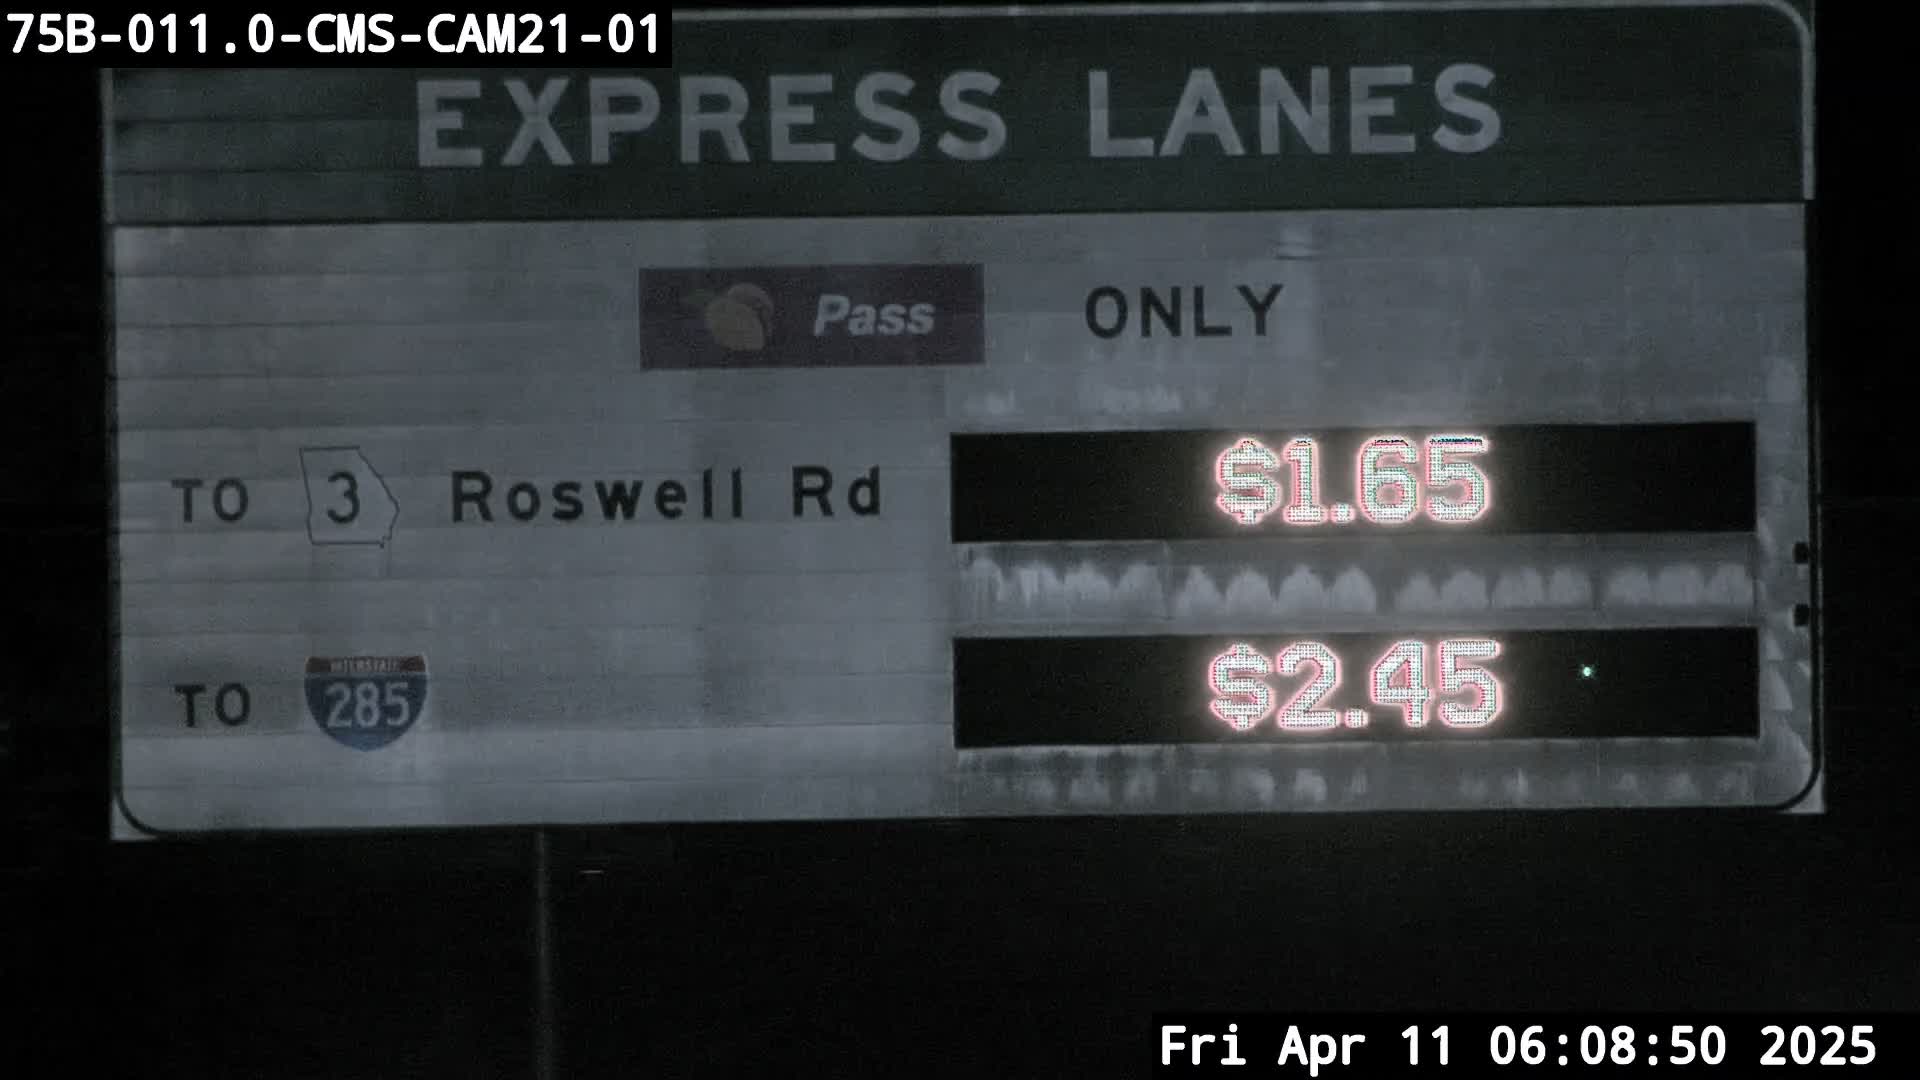 75B-011.0-CMS-CAM21-01
EXPRESS LANES
Pass ONLY
TO 3 Roswell Rd $1.65
INTERSTATE
TO 285 $2.45
Fri Apr 11 06:08:50 2025